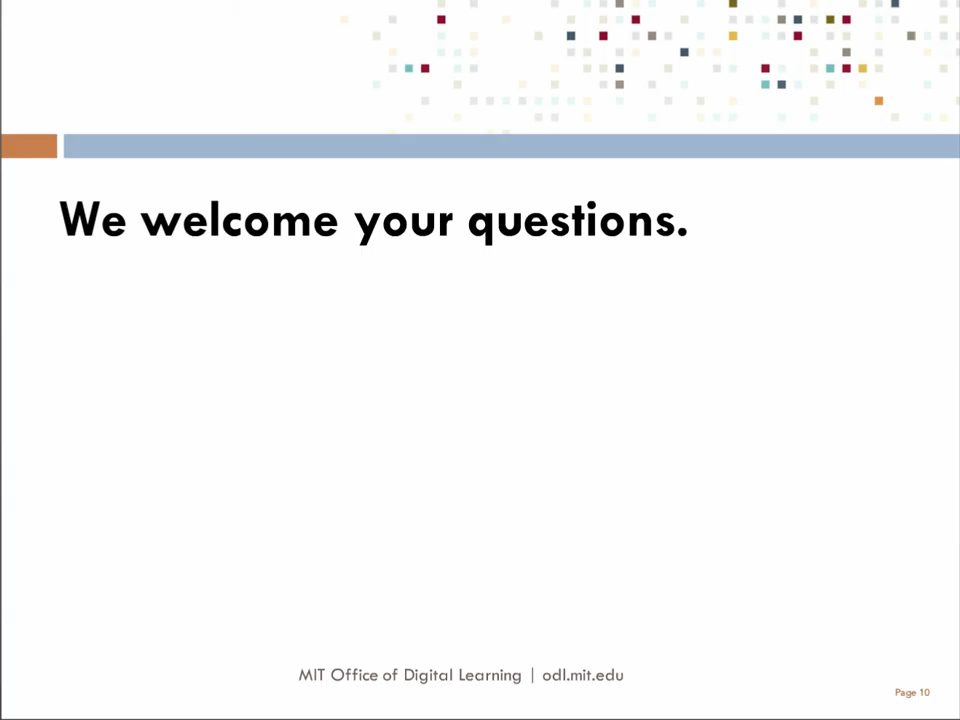 We welcome your questions.
MIT Office of Digital Learning | odl.mit.edu
Page 10